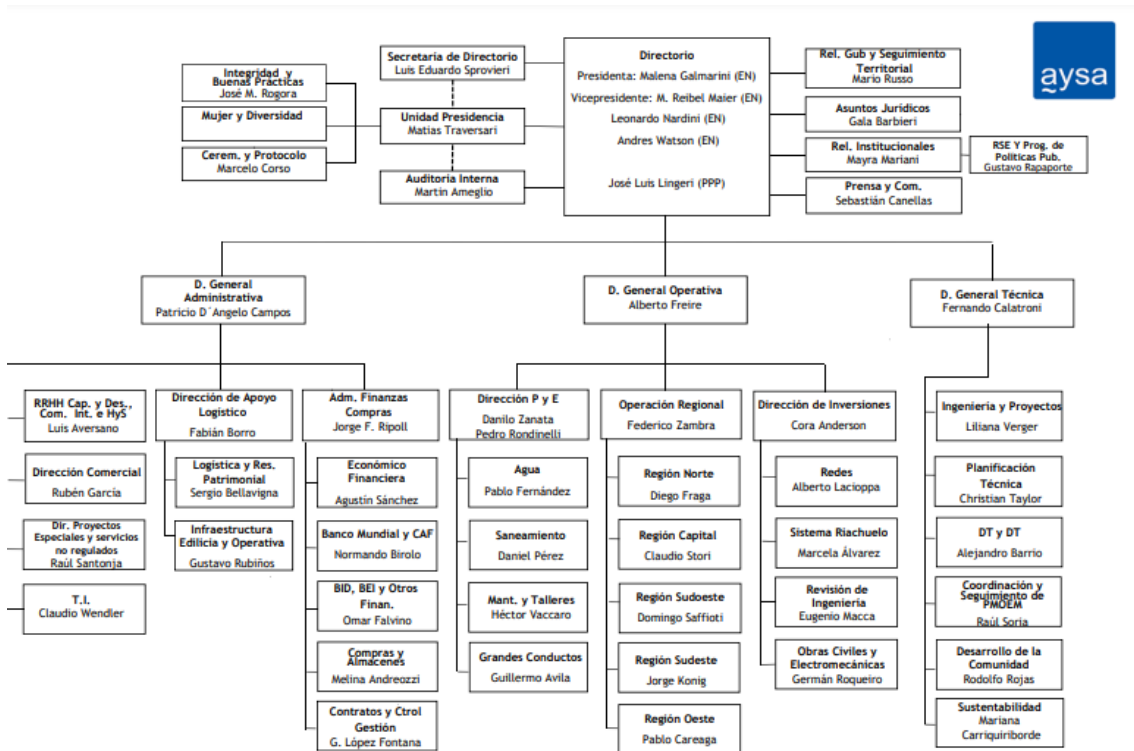 aysa
Secretaria de Directorio
Luis Eduardo Sprovieri
Integridad y
Buenas Prácticas
José M. Rogora
Mujer y Diversidad
Cerem. y Protocolo
Marcelo Corso
Unidad Presidencia
Matias Traversari
Auditoria Interna
Martin Ameglio
Directorio
Presidenta: Malena Galmarini (EN)
Vicepresidente: M. Reibel Maier (EN)
Leonardo Nardini (EN)
Andres Watson (EN)
José Luis Lingeri (PPP)
Rel. Gub y Seguimiento
Territorial
Mario Russo
Asuntos Jurídicos
Gala Barbieri
Rel. Institucionales
Mayra Mariani
RSE Y Prog. de
Politicas Pub.
Gustavo Rapaporte
Prensa y Com.
Sebastián Canellas
D. General
Administrativa
Patricio D´Angelo Campos
D. General Operativa
Alberto Freire
D. General Técnica
Fernando Calatroni
RRHH Cap. y Des.,
Com. Int. e HyS
Luis Aversano
Dirección Comercial
Rubén García
Dir. Proyectos
Especiales y servicios
no regulados
Raúl Santonja
T.I.
Claudio Wendler
Dirección de Apoyo
Logístico
Fabián Borro
Logística y Res.
Patrimonial
Sergio Bellavigna
Infraestructura
Edilicia y Operativa
Gustavo Rubiños
Adm. Finanzas
Compras
Jorge F. Ripoll
Económico
Financiera
Agustín Sánchez
Banco Mundial y CAF
Normando Birolo
BID, BEI y Otros
Finan.
Omar Falvino
Compras y
Almacenes
Melina Andreozzi
Contratos y Ctrol
Gestión
G. López Fontana
Dirección P y E
Danilo Zanata
Pedro Rondinelli
Agua
Pablo Fernández
Saneamiento
Daniel Pérez
Mant. y Talleres
Héctor Vaccaro
Grandes Conductos
Guillermo Avila
Operación Regional
Federico Zambra
Región Norte
Diego Fraga
Región Capital
Claudio Stori
Región Sudoeste
Domingo Saffioti
Región Sudeste
Jorge Konig
Región Oeste
Pablo Careaga
Dirección de Inversiones
Cora Anderson
Redes
Alberto Lacioppa
Sistema Riachuelo
Marcela Álvarez
Revisión de
Ingeniería
Eugenio Macca
Obras Civiles y
Electromecánicas
Germán Roqueiro
Ingeniería y Proyectos
Liliana Verger
Planificación
Técnica
Christian Taylor
DT y DT
Alejandro Barrio
Coordinación y
Seguimiento de
PMOEM
Raúl Soria
Desarrollo de la
Comunidad
Rodolfo Rojas
Sustentabilidad
Mariana
Carriquiriborde